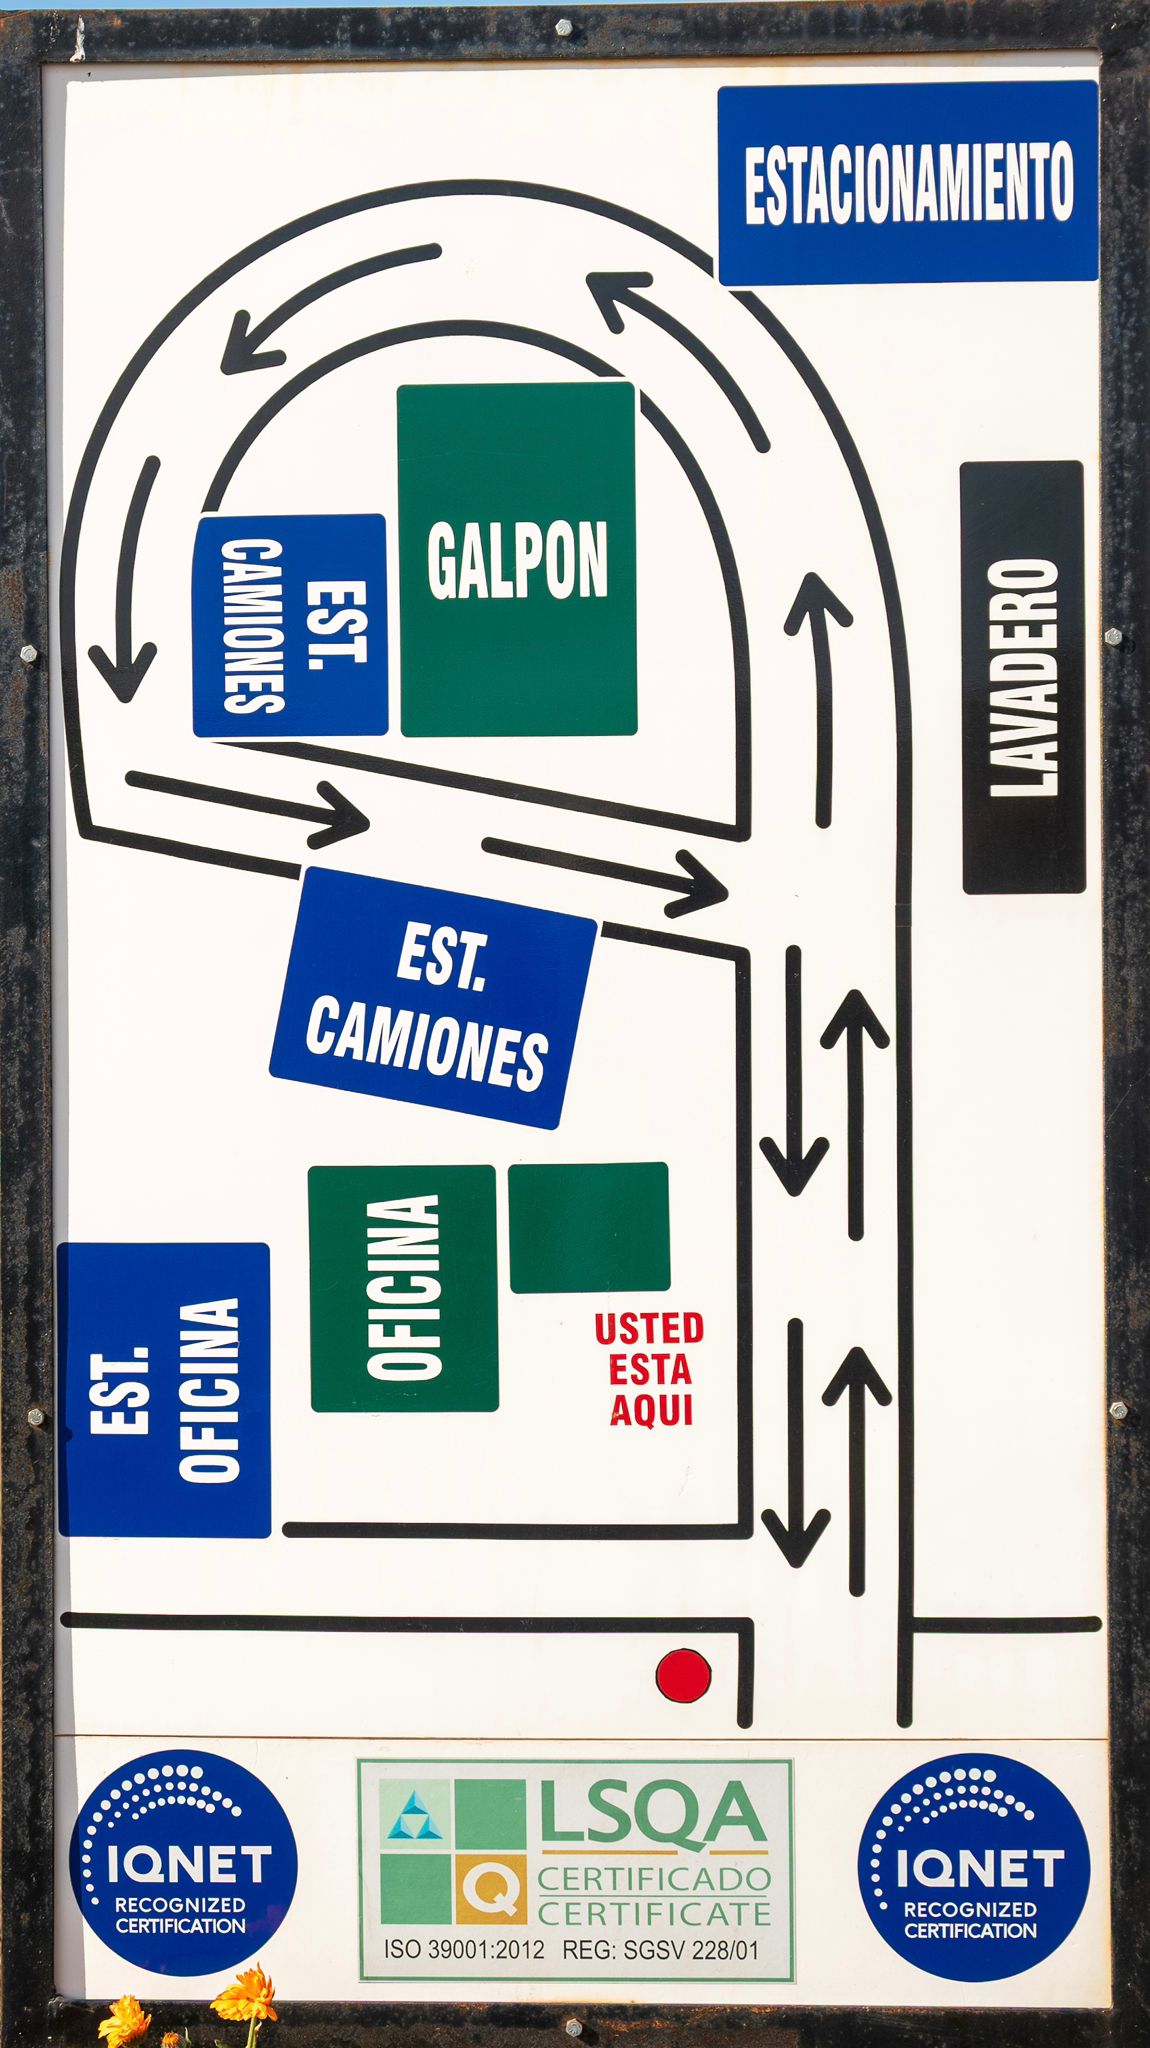 ESTACIONAMIENTO
GALPON
EST.
CAMIONES
LAVADERO
EST.
CAMIONES
OFICINA
EST.
OFICINA
USTED
ESTA
AQUI
IQNET
RECOGNIZED
CERTIFICATION
LSQA
Q
CERTIFICADO
CERTIFICATE
ISO 39001:2012 REG: SGSV 228/01
IQNET
RECOGNIZED
CERTIFICATION